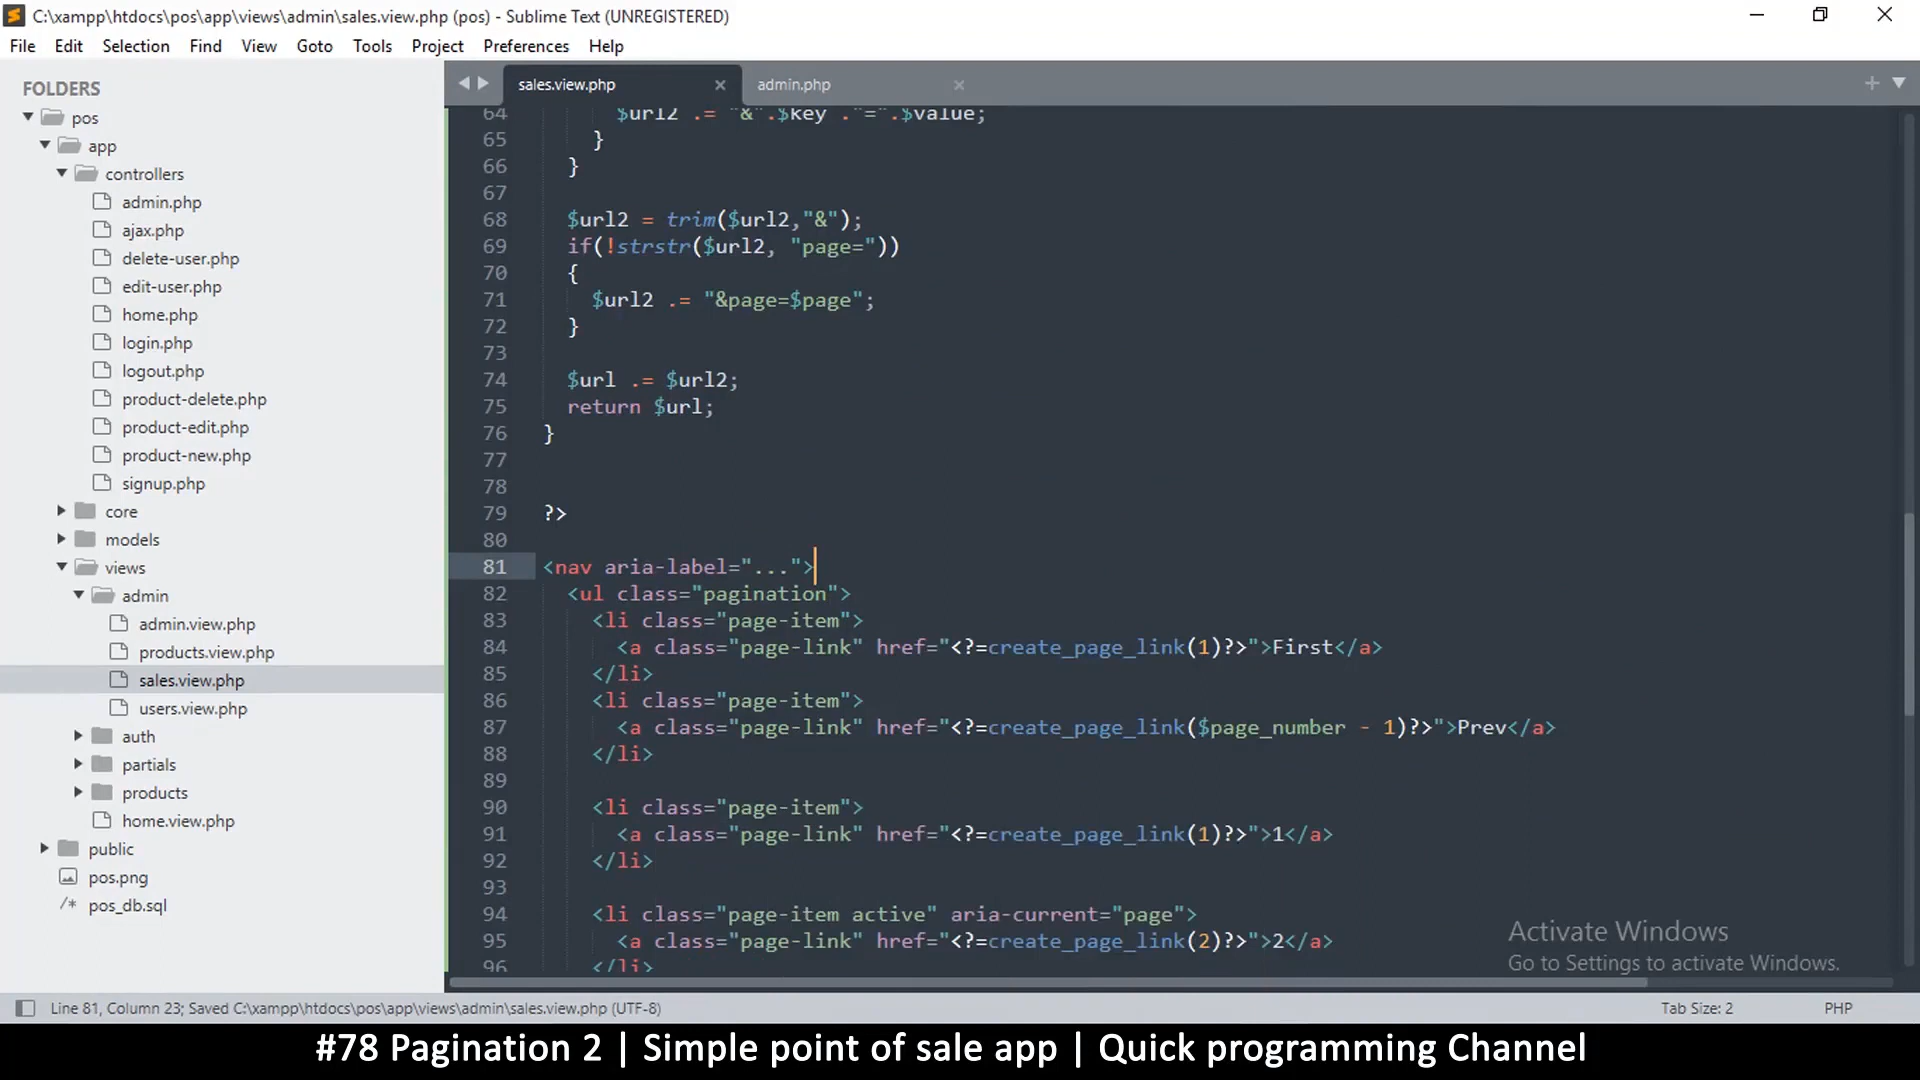 C:\xampp\htdocs\pos\app\views\admin\sales.view.php (pos) - Sublime Text (UNREGISTERED)
File Edit Selection Find View Goto Tools Project Preferences Help
FOLDERS
pos
app
controllers
admin.php
ajax.php
delete-user.php
edit-user.php
home.php
login.php
logout.php
product-delete.php
product-edit.php
product-new.php
signup.php
core
models
views
admin
admin.view.php
products.view.php
sales.view.php
users.view.php
auth
partials
products
home.view.php
public
pos.png
/* pos_db.sql
sales.view.php admin.php
64 $url2 .= "&".$key ."=".$value;
65 }
66 }
67
68 $url2 = trim($url2,"&");
69 if(!strstr($url2, "page="))
70 {
71 $url2 .= "&page=$page";
72 }
73
74 $url .= $url2;
75 return $url;
76 }
77
78
79 ?>
80
81 <nav aria-label="...">
82 <ul class="pagination">
83 <li class="page-item">
84 <a class="page-link" href="<?=create_page_link(1)?>">First</a>
85 </li>
86 <li class="page-item">
87 <a class="page-link" href="<?=create_page_link($page_number - 1)?>">Prev</a>
88 </li>
89
90 <li class="page-item">
91 <a class="page-link" href="<?=create_page_link(1)?>">1</a>
92 </li>
93
94 <li class="page-item active" aria-current="page">
95 <a class="page-link" href="<?=create_page_link(2)?>">2</a>
96 </li>
Activate Windows
Go to Settings to activate Windows.
Line 81, Column 23; Saved C:\xampp\htdocs\pos\app\views\admin\sales.view.php (UTF-8) Tab Size: 2 PHP
#78 Pagination 2 | Simple point of sale app | Quick programming Channel